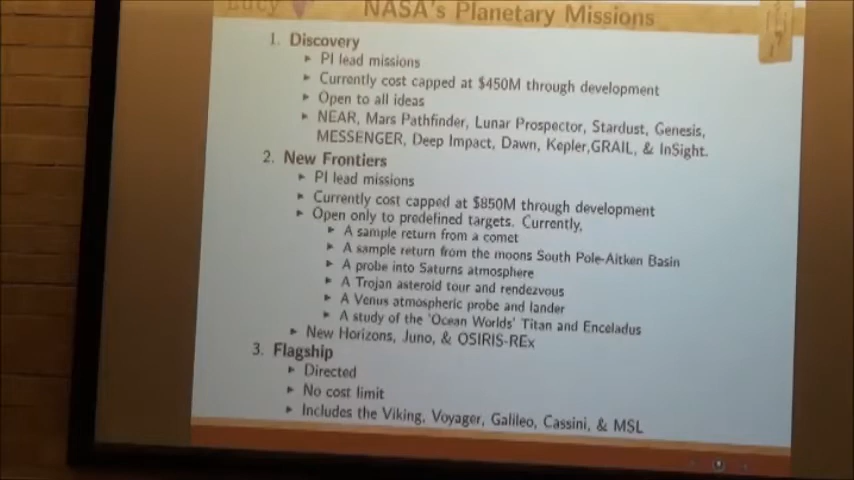 Lucy NASA's Planetary Missions
1. Discovery
▸ PI lead missions
▸ Currently cost capped at $450M through development
▸ Open to all ideas
▸ NEAR, Mars Pathfinder, Lunar Prospector, Stardust, Genesis,
MESSENGER, Deep Impact, Dawn, Kepler,GRAIL, & InSight.
2. New Frontiers
▸ PI lead missions
▸ Currently cost capped at $850M through development
▸ Open only to predefined targets. Currently,
▸ A sample return from a comet
▸ A sample return from the moons South Pole-Aitken Basin
▸ A probe into Saturns atmosphere
▸ A Trojan asteroid tour and rendezvous
▸ A Venus atmospheric probe and lander
▸ A study of the 'Ocean Worlds' Titan and Enceladus
▸ New Horizons, Juno, & OSIRIS-REx
3. Flagship
▸ Directed
▸ No cost limit
▸ Includes the Viking, Voyager, Galileo, Cassini, & MSL